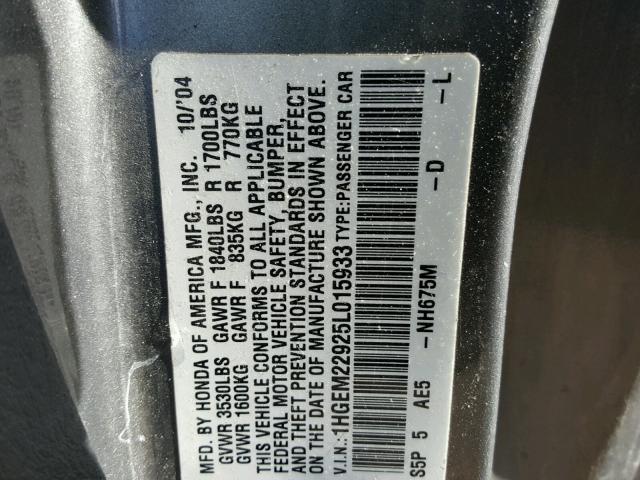 MFD. BY HONDA OF AMERICA MFG., INC. 10/'04
GVWR 3530LBS GAWR F 1840LBS R 1700LBS
GVWR 1600KG GAWR F 835KG R 770KG
THIS VEHICLE CONFORMS TO ALL APPLICABLE
FEDERAL MOTOR VEHICLE SAFETY, BUMPER,
AND THEFT PREVENTION STANDARDS IN EFFECT
ON THE DATE OF MANUFACTURE SHOWN ABOVE.
V.I.N.: 1HGEM22925L015933 TYPE:PASSENGER CAR
S5P 5 AE5 -NH675M -D -L